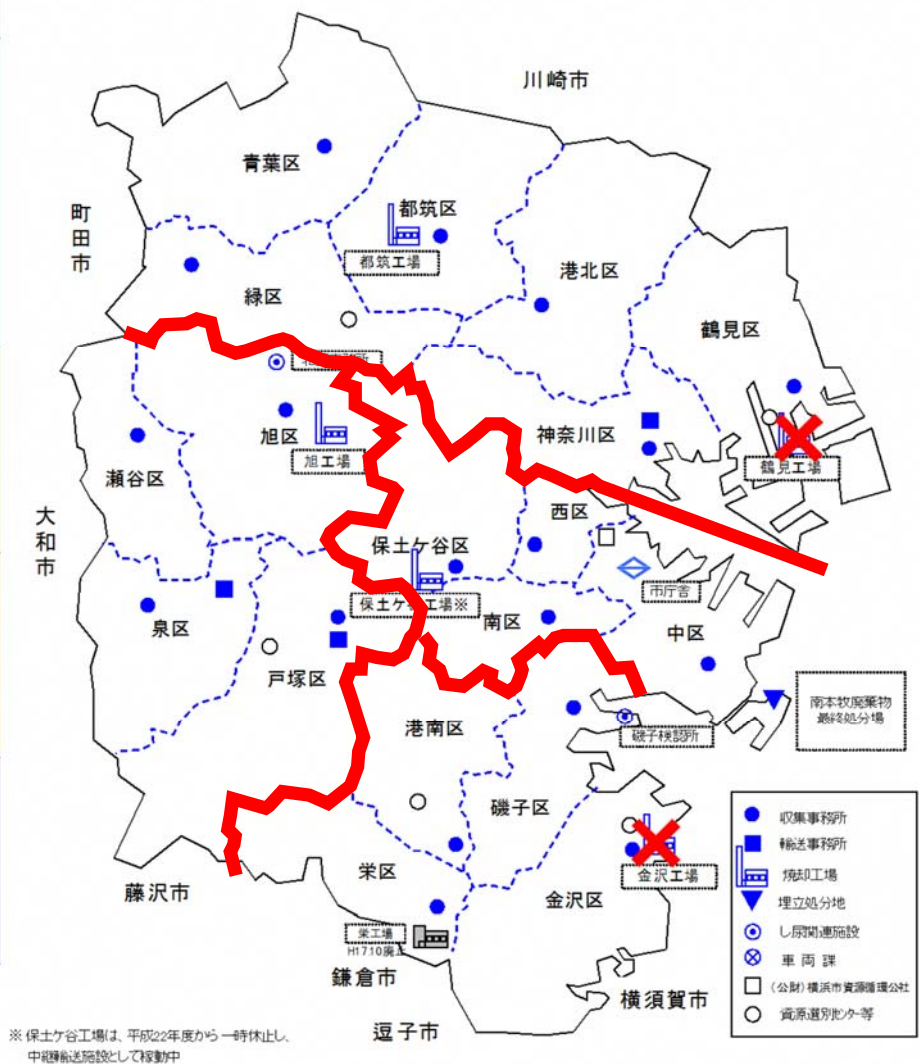 川崎市
青葉区
町田市
都筑区
都筑工場
港北区
緑区
鶴見区
旭区
旭工場
神奈川区
鶴見工場
瀬谷区
大和市
西区
保土ケ谷区
保土ケ谷工場※
市庁舎
泉区
南区
中区
戸塚区
港南区
南本牧廃棄物
最終処分場
磯子検認所
磯子区
収集事務所
輸送事務所
焼却工場
埋立処分地
し尿関連施設
車両課
(公財)横浜市資源循環公社
資源選別センター等
栄区
金沢工場
藤沢市
金沢区
栄工場
H17.10廃止
鎌倉市
横須賀市
逗子市
※保土ケ谷工場は、平成22年度から一時休止し、
中継輸送施設として稼動中